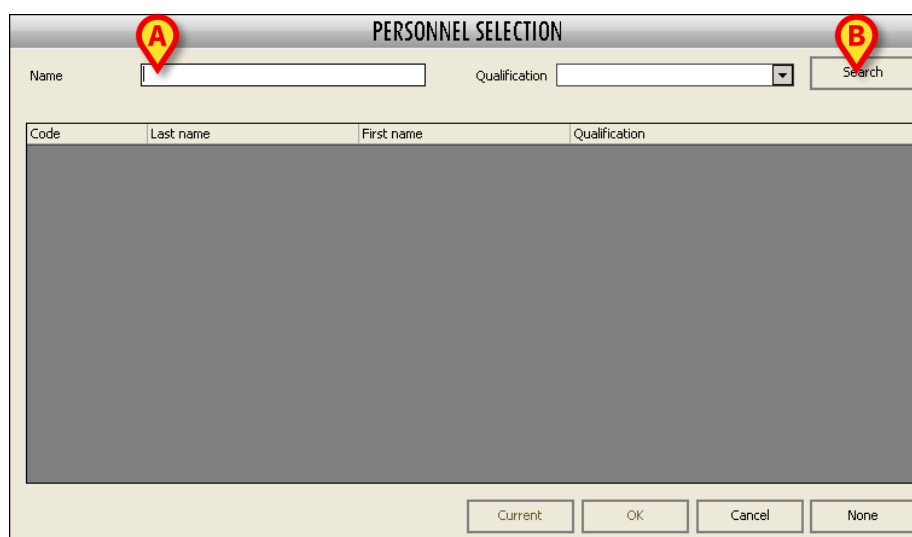 PERSONNEL SELECTION
A
B
Name
Qualification
Search
Code Last name First name Qualification
Current OK Cancel None